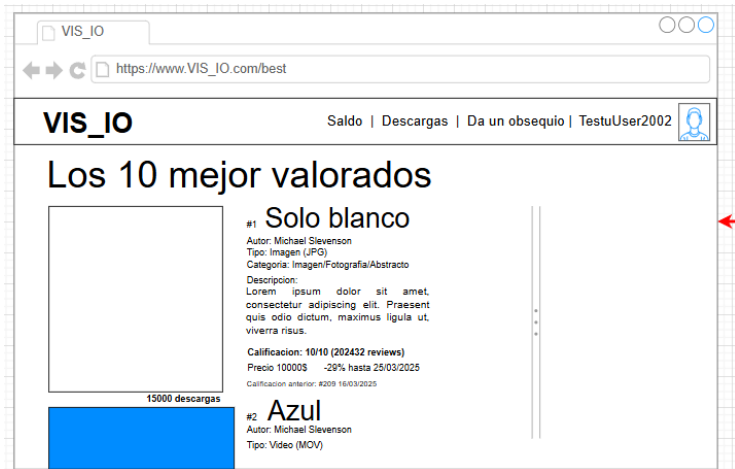 VIS_IO
https://www.VIS_IO.com/best
VIS_IO
Saldo | Descargas | Da un obsequio | TestuUser2002
Los 10 mejor valorados
#1 Solo blanco
Autor: Michael Slevenson
Tipo: Imagen (JPG)
Categoria: Imagen/Fotografia/Abstracto
Descripcion:
Lorem ipsum dolor sit amet,
consectetur adipiscing elit. Praesent
quis odio dictum, maximus ligula ut,
viverra risus.
Calificacion: 10/10 (202432 reviews)
Precio 10000$ -29% hasta 25/03/2025
Calificacion anterior: #209 16/03/2025
15000 descargas
#2 Azul
Autor: Michael Slevenson
Tipo: Video (MOV)